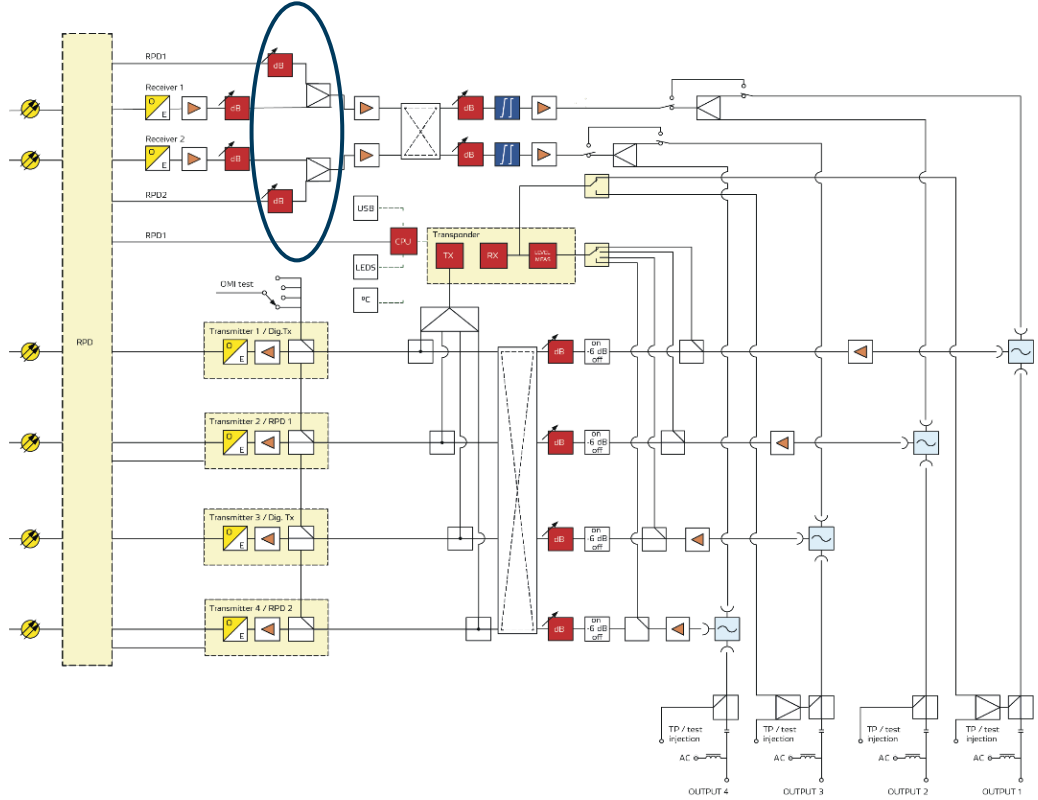 RPD1
dB
Receiver 1
O
E
dB
dB
Receiver 2
O
E
dB
dB
RPD2
dB
USB
RPD1
CPU
Transponder
TX
RX
LEVEL
MEAS
LEDS
OMI test
°C
RPD
Transmitter 1 / Dig.Tx
O
E
dB
on
-6 dB
off
Transmitter 2 / RPD 1
O
E
dB
on
-6 dB
off
Transmitter 3 / Dig. Tx
O
E
dB
on
-6 dB
off
Transmitter 4 / RPD 2
O
E
dB
on
-6 dB
off
TP / test
injection
TP / test
injection
TP / test
injection
TP / test
injection
AC
AC
AC
AC
OUTPUT 4
OUTPUT 3
OUTPUT 2
OUTPUT 1